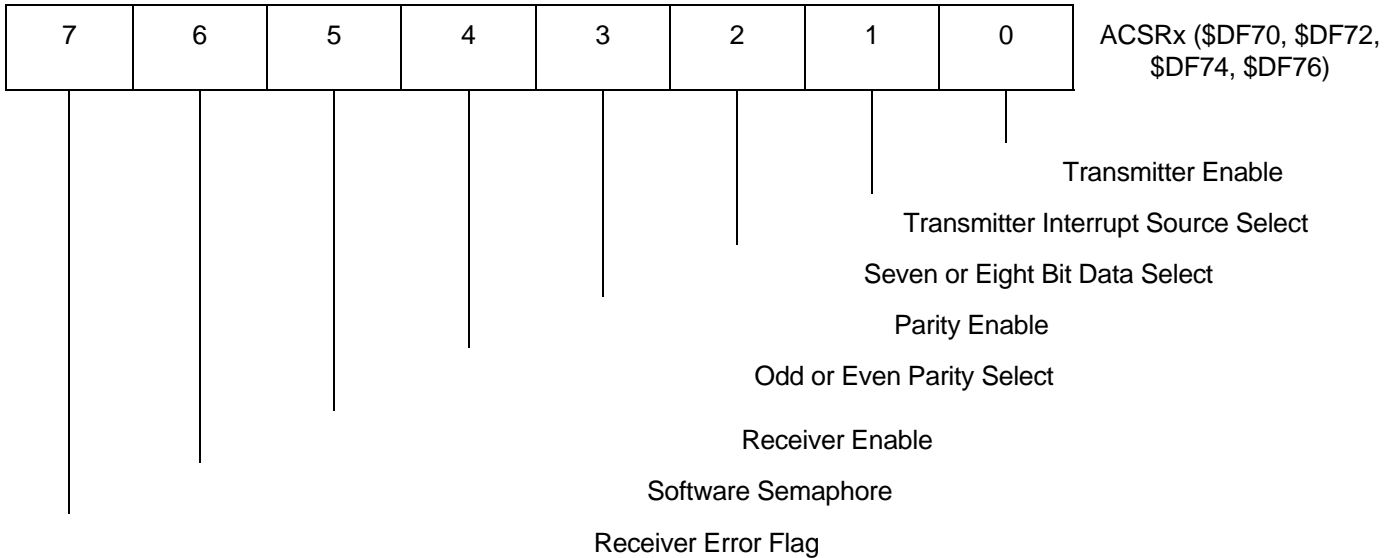 7 6 5 4 3 2 1 0 ACSRx ($DF70, $DF72,
$DF74, $DF76)
Transmitter Enable
Transmitter Interrupt Source Select
Seven or Eight Bit Data Select
Parity Enable
Odd or Even Parity Select
Receiver Enable
Software Semaphore
Receiver Error Flag